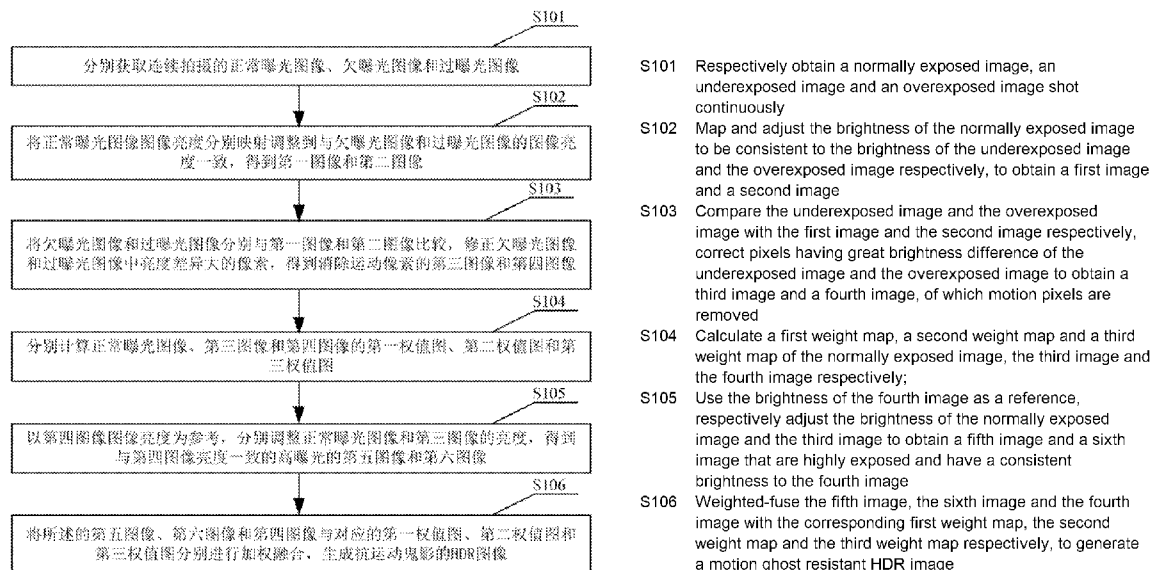 S101
分别获取连续拍摄的正常曝光图像、欠曝光图像和过曝光图像
S102
将正常曝光图像图像亮度分别映射调整到与欠曝光图像和过曝光图像的图像亮
度一致，得到第一图像和第二图像
S103
将欠曝光图像和过曝光图像分别与第一图像和第二图像比较，修正欠曝光图像
和过曝光图像中亮度差异大的像素，得到消除运动像素的第三图像和第四图像
S104
分别计算正常曝光图像、第三图像和第四图像的第一权值图、第二权值图和第
三权值图
S105
以第四图像图像亮度为参考，分别调整正常曝光图像和第三图像的亮度，得到
与第四图像亮度一致的高曝光的第五图像和第六图像
S106
将所述的第五图像、第六图像和第四图像与对应的第一权值图、第二权值图和
第三权值图分别进行加权融合，生成抗运动鬼影的HDR图像
S101 Respectively obtain a normally exposed image, an
underexposed image and an overexposed image shot
continuously
S102 Map and adjust the brightness of the normally exposed image
to be consistent to the brightness of the underexposed image
and the overexposed image respectively, to obtain a first image
and a second image
S103 Compare the underexposed image and the overexposed
image with the first image and the second image respectively,
correct pixels having great brightness difference of the
underexposed image and the overexposed image to obtain a
third image and a fourth image, of which motion pixels are
removed
S104 Calculate a first weight map, a second weight map and a third
weight map of the normally exposed image, the third image and
the fourth image respectively;
S105 Use the brightness of the fourth image as a reference,
respectively adjust the brightness of the normally exposed
image and the third image to obtain a fifth image and a sixth
image that are highly exposed and have a consistent
brightness to the fourth image
S106 Weighted-fuse the fifth image, the sixth image and the fourth
image with the corresponding first weight map, the second
weight map and the third weight map respectively, to generate
a motion ghost resistant HDR image